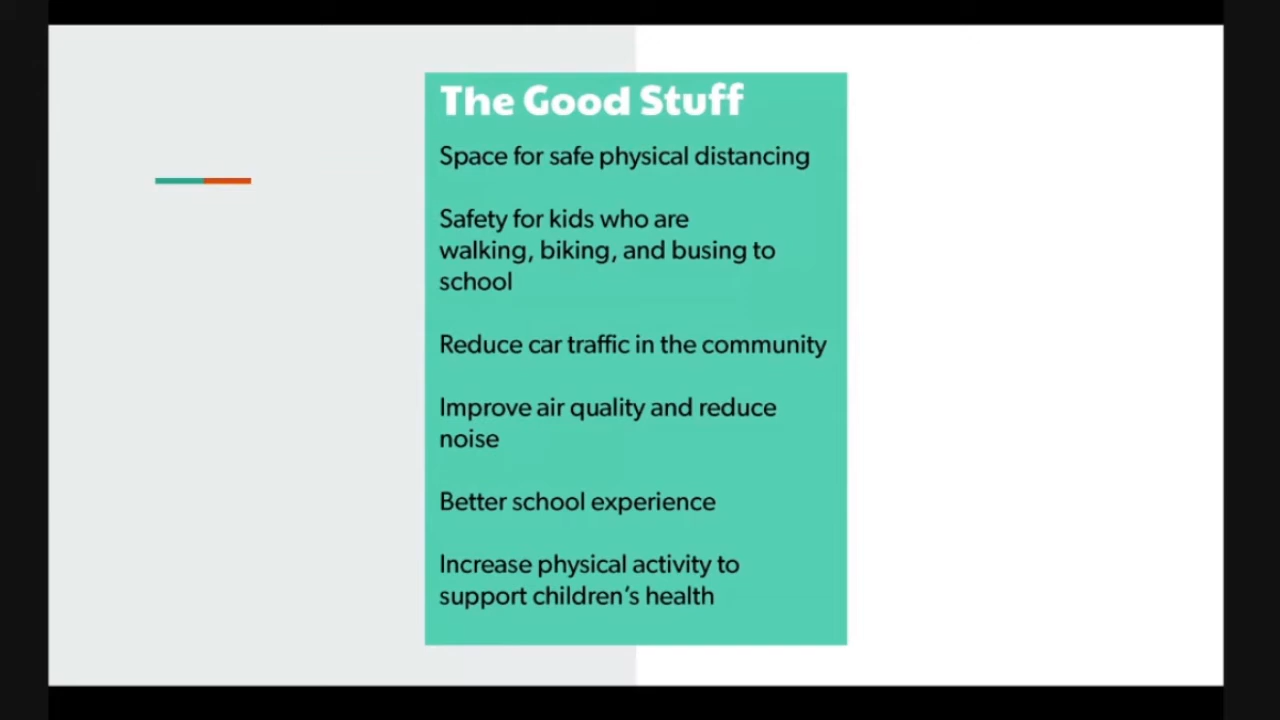 The Good Stuff
Space for safe physical distancing
Safety for kids who are
walking, biking, and busing to
school
Reduce car traffic in the community
Improve air quality and reduce
noise
Better school experience
Increase physical activity to
support children’s health